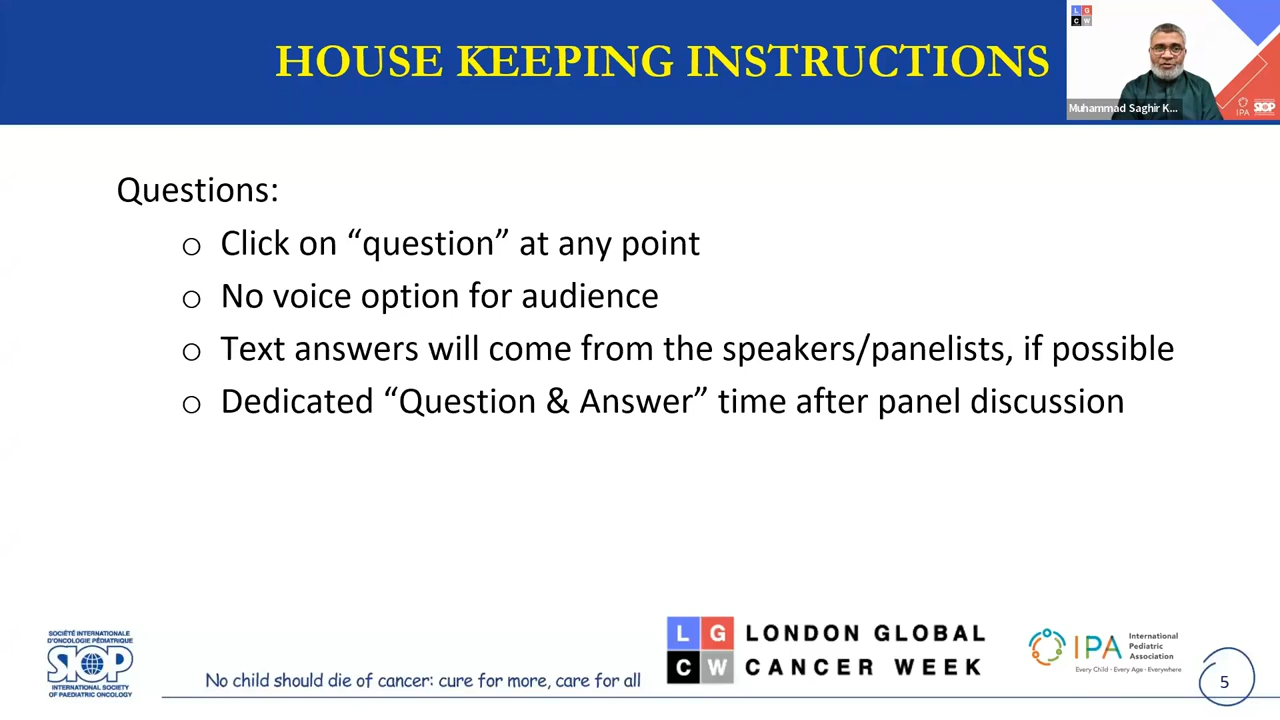 HOUSE KEEPING INSTRUCTIONS
L G
C W
Muhammad Saghir K...
IPA
SIOP
Questions:
o Click on “question” at any point
o No voice option for audience
o Text answers will come from the speakers/panelists, if possible
o Dedicated “Question & Answer” time after panel discussion
SOCIÉTÉ INTERNATIONALE
D'ONCOLOGIE PÉDIATRIQUE
SIOP
INTERNATIONAL SOCIETY
OF PAEDIATRIC ONCOLOGY
No child should die of cancer: cure for more, care for all
L G
C W
LONDON GLOBAL
CANCER WEEK
IPA
International
Pediatric
Association
Every Child · Every Age · Everywhere
5